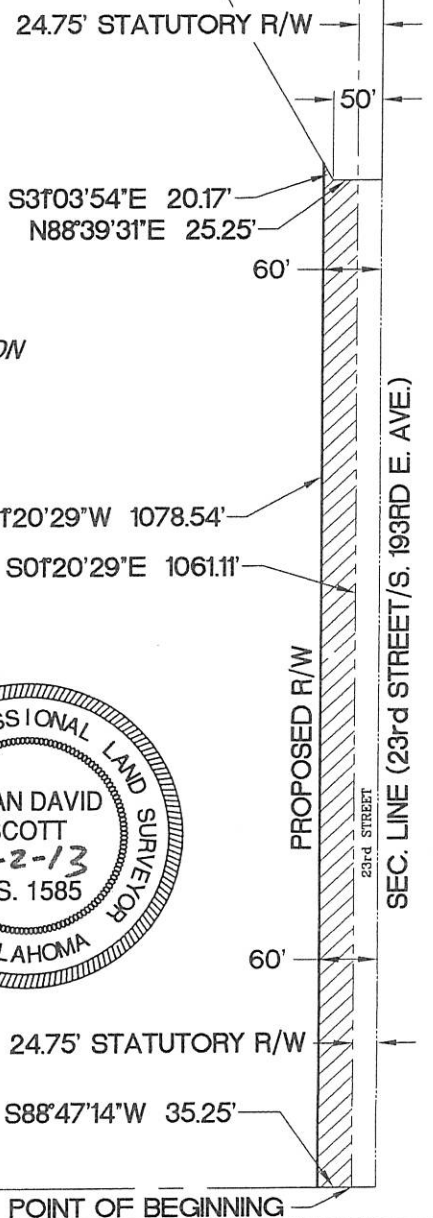 24.75' STATUTORY R/W
50'
S31°03'54"E 20.17'
N88°39'31"E 25.25'
60'
1°20'29"W 1078.54'
S01°20'29"E 1061.11'
PROPOSED R/W
23rd STREET
SEC. LINE (23rd STREET/S. 193RD E. AVE.)
SSIONAL LAND SURVEYOR
AN DAVID
SCOTT
-2-13
S. 1585
LAHOMA
60'
24.75' STATUTORY R/W
S88°47'14"W 35.25'
POINT OF BEGINNING